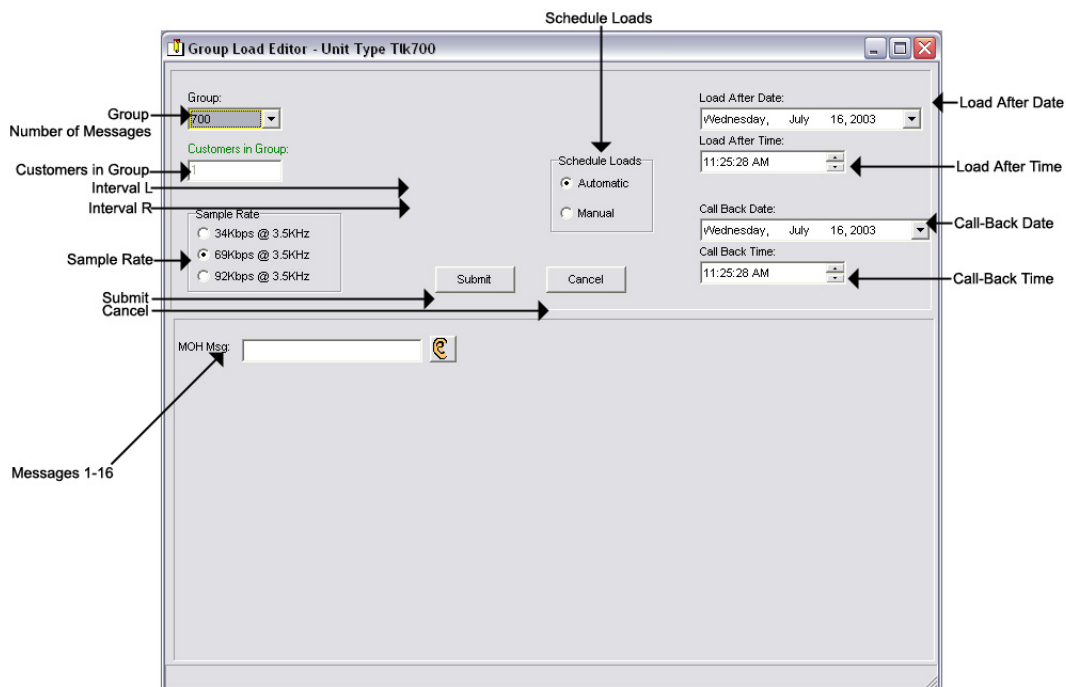 Schedule Loads
Group Load Editor - Unit Type Tlk700
Group:
700
Group
Number of Messages
Customers in Group:
1
Customers in Group
Interval L
Interval R
Sample Rate
34Kbps @ 3.5KHz
69Kbps @ 3.5KHz
92Kbps @ 3.5KHz
Sample Rate
Schedule Loads
Automatic
Manual
Load After Date:
Wednesday, July 16, 2003
Load After Date
Load After Time:
11:25:28 AM
Load After Time
Call Back Date:
Wednesday, July 16, 2003
Call-Back Date
Call Back Time:
11:25:28 AM
Call-Back Time
Submit
Cancel
Submit
Cancel
MOH Msg:
Messages 1-16